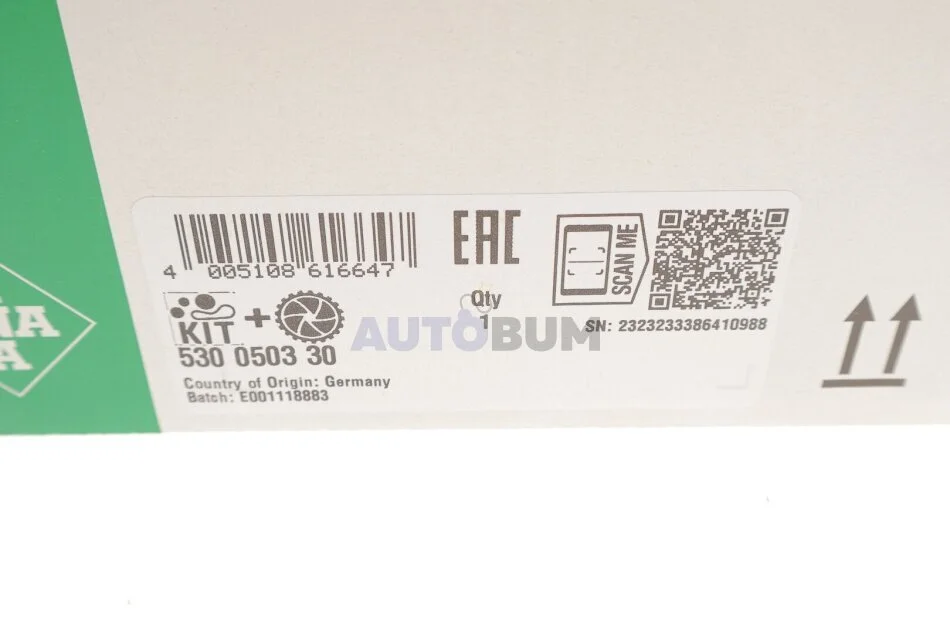 4 005108 616647
EAC
SCAN ME
KIT +
Qty
1
SN: 2323233386410988
530 0503 30
AUTOBUM
Country of Origin: Germany
Batch: E001118883